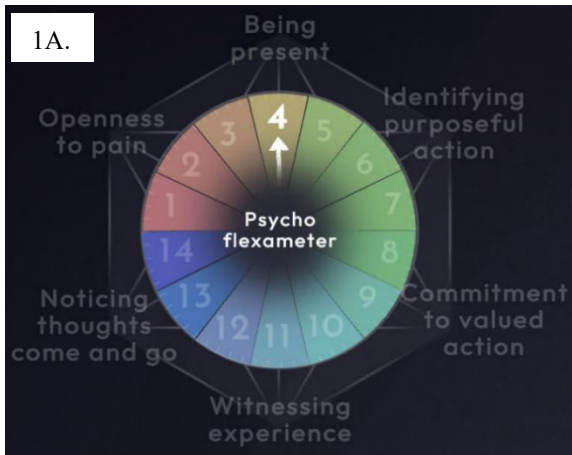 1A.
Being
present
Identifying
purposeful
action
Openness
to pain
3
4
5
2
6
1
7
Psycho
flexameter
14
8
13
9
12
11
10
Noticing
thoughts
come and go
Commitment
to valued
action
Witnessing
experience